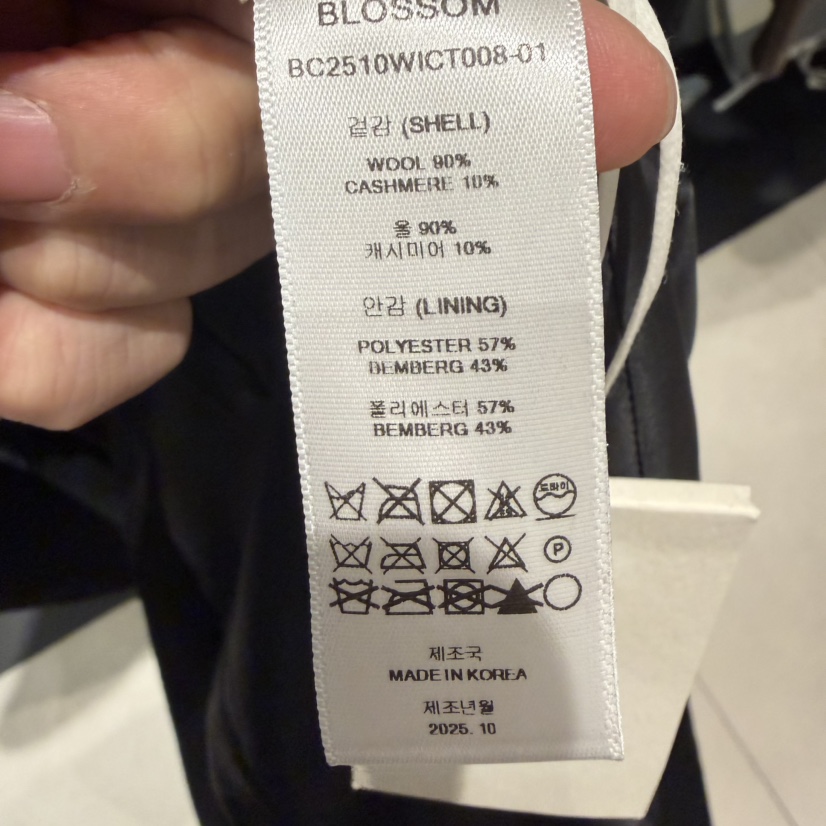 BLOSSOM
BC2510WICT008-01
겉감 (SHELL)
WOOL 90%
CASHMERE 10%
울 90%
캐시미어 10%
안감 (LINING)
POLYESTER 57%
BEMBERG 43%
폴리에스터 57%
BEMBERG 43%
드라이
P
제조국
MADE IN KOREA
제조년월
2025. 10